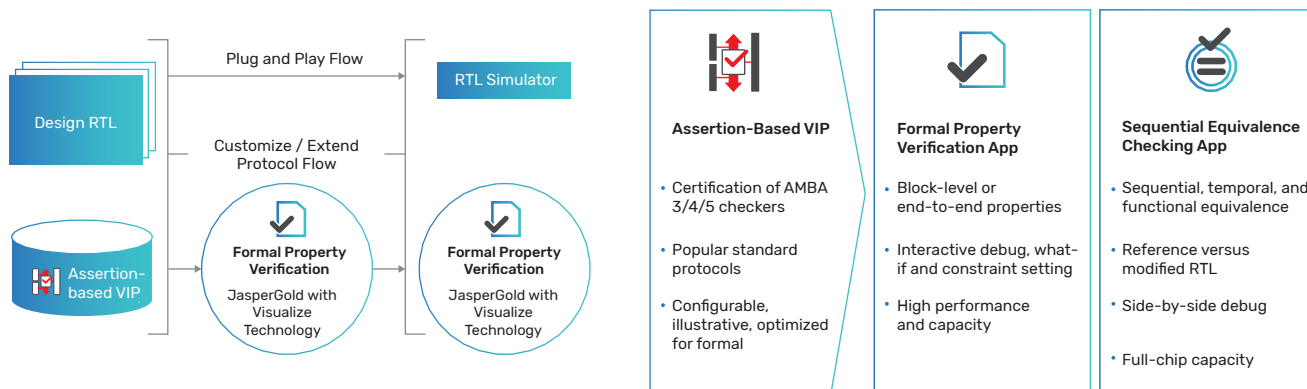 Plug and Play Flow
RTL Simulator
Design RTL
Customize / Extend
Protocol Flow
Assertion-
based VIP
Formal Property
Verification
JasperGold with
Visualize
Technology
Formal Property
Verification
JasperGold with
Visualize
Technology
Assertion-Based VIP
• Certification of AMBA
3/4/5 checkers
• Popular standard
protocols
• Configurable,
illustrative, optimized
for formal
Formal Property
Verification App
• Block-level or
end-to-end properties
• Interactive debug, what-
if and constraint setting
• High performance
and capacity
Sequential Equivalence
Checking App
• Sequential, temporal, and
functional equivalence
• Reference versus
modified RTL
• Side-by-side debug
• Full-chip capacity